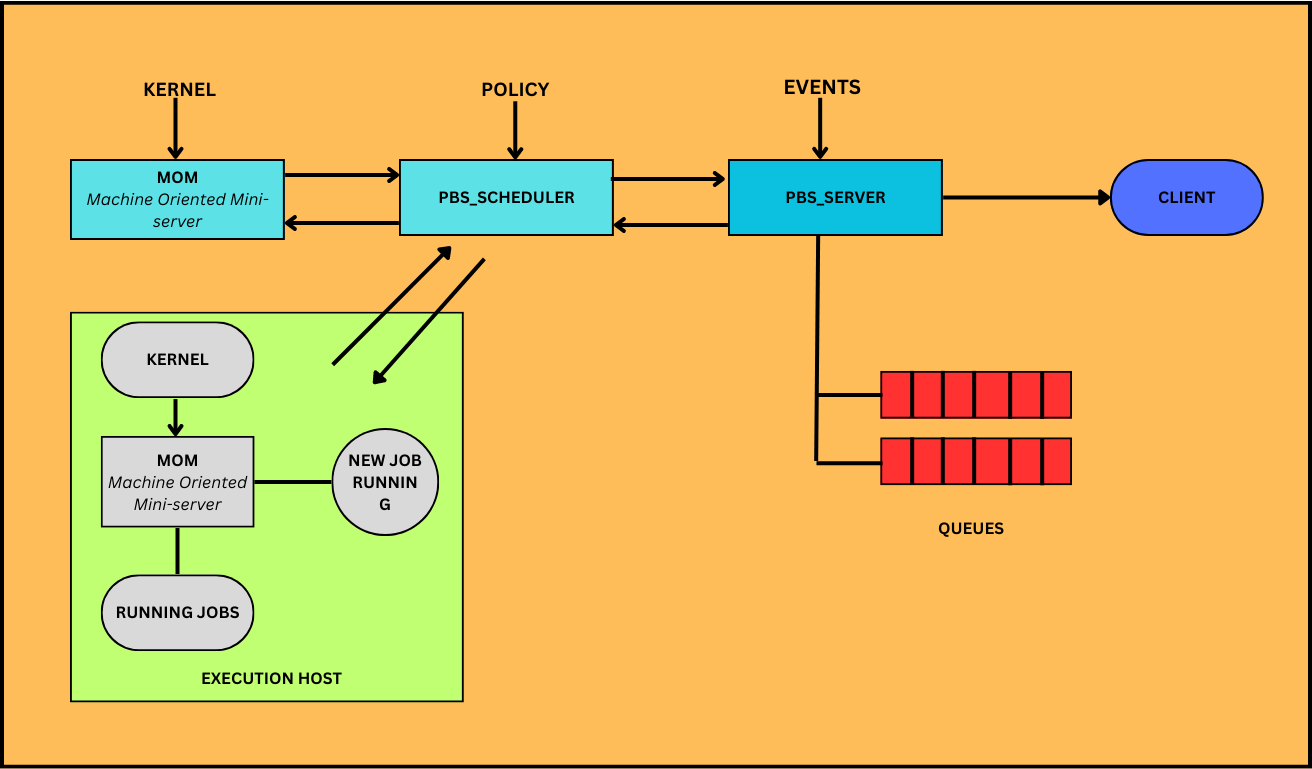 KERNEL
POLICY
EVENTS
MOM
Machine Oriented Mini-
server
PBS_SCHEDULER
PBS_SERVER
CLIENT
KERNEL
MOM
Machine Oriented
Mini-server
NEW JOB
RUNNIN
G
RUNNING JOBS
EXECUTION HOST
QUEUES